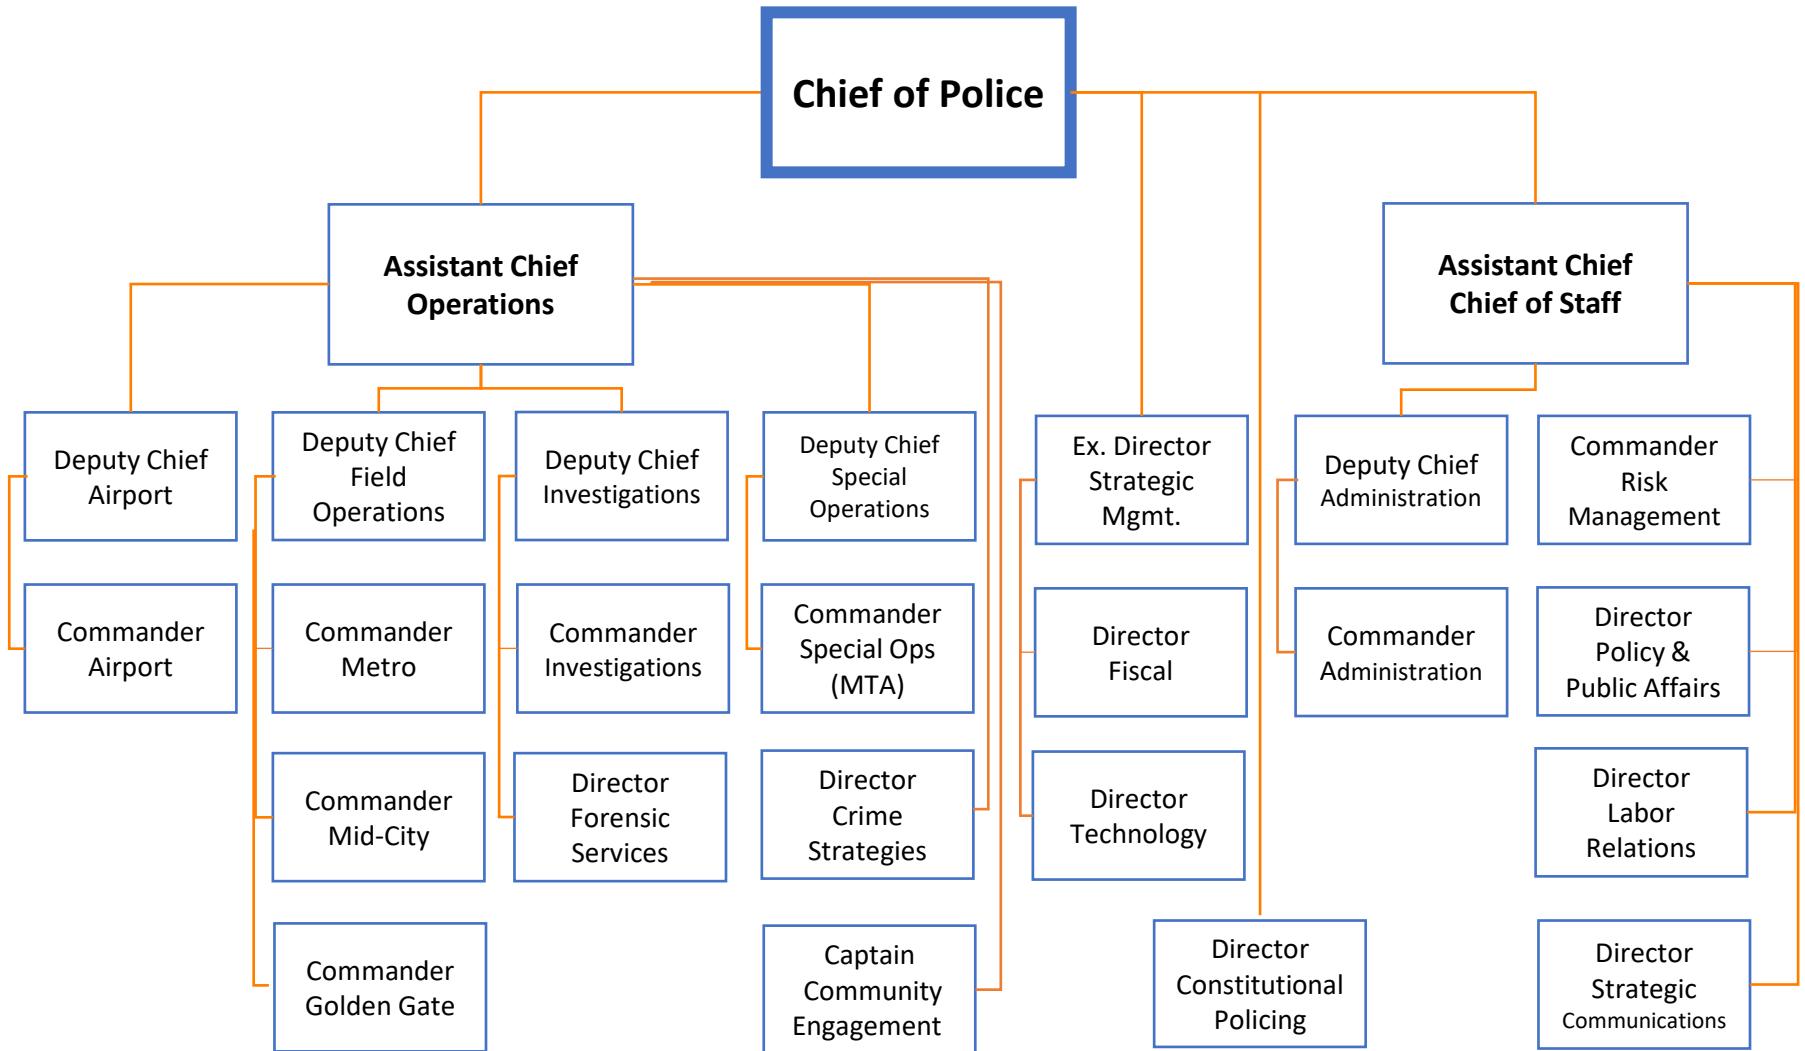 Chief of Police
Assistant Chief
Operations
Assistant Chief
Chief of Staff
Deputy Chief
Airport
Deputy Chief
Field
Operations
Deputy Chief
Investigations
Deputy Chief
Special
Operations
Ex. Director
Strategic
Mgmt.
Deputy Chief
Administration
Commander
Risk
Management
Commander
Airport
Commander
Metro
Commander
Investigations
Commander
Special Ops
(MTA)
Director
Fiscal
Commander
Administration
Director
Policy &
Public Affairs
Commander
Mid-City
Director
Forensic
Services
Director
Crime
Strategies
Director
Technology
Director
Labor
Relations
Commander
Golden Gate
Captain
Community
Engagement
Director
Constitutional
Policing
Director
Strategic
Communications